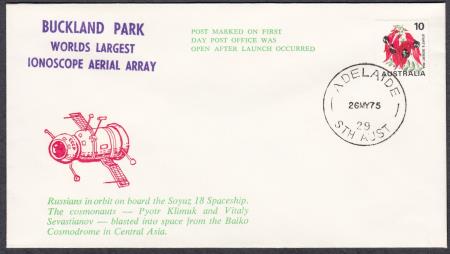 BUCKLAND PARK
WORLDS LARGEST
IONOSCOPE AERIAL ARRAY
POST MARKED ON FIRST
DAY POST OFFICE WAS
OPEN AFTER LAUNCH OCCURRED
10
AUSTRALIA
ADELAIDE
26MY75
29
STH AUST
Russians in orbit on board the Soyuz 18 Spaceship.
The cosmonauts — Pyotr Klimuk and Vitaly
Sevastianov — blasted into space from the Balko
Cosmodrome in Central Asia.